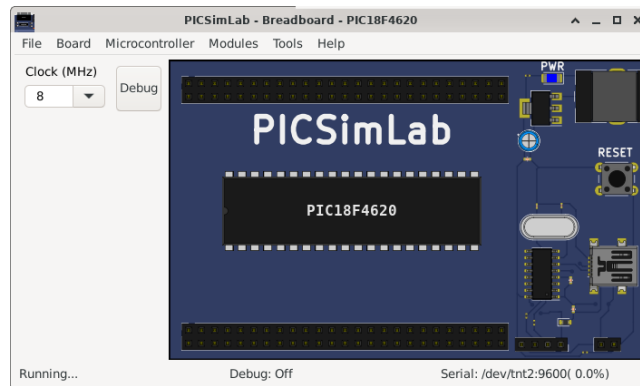 PICSimLab - Breadboard - PIC18F4620
File Board Microcontroller Modules Tools Help
Clock (MHz)
8
Debug
PWR
PICSimLab
RESET
PIC18F4620
Running...
Debug: Off
Serial: /dev/tnt2:9600( 0.0%)